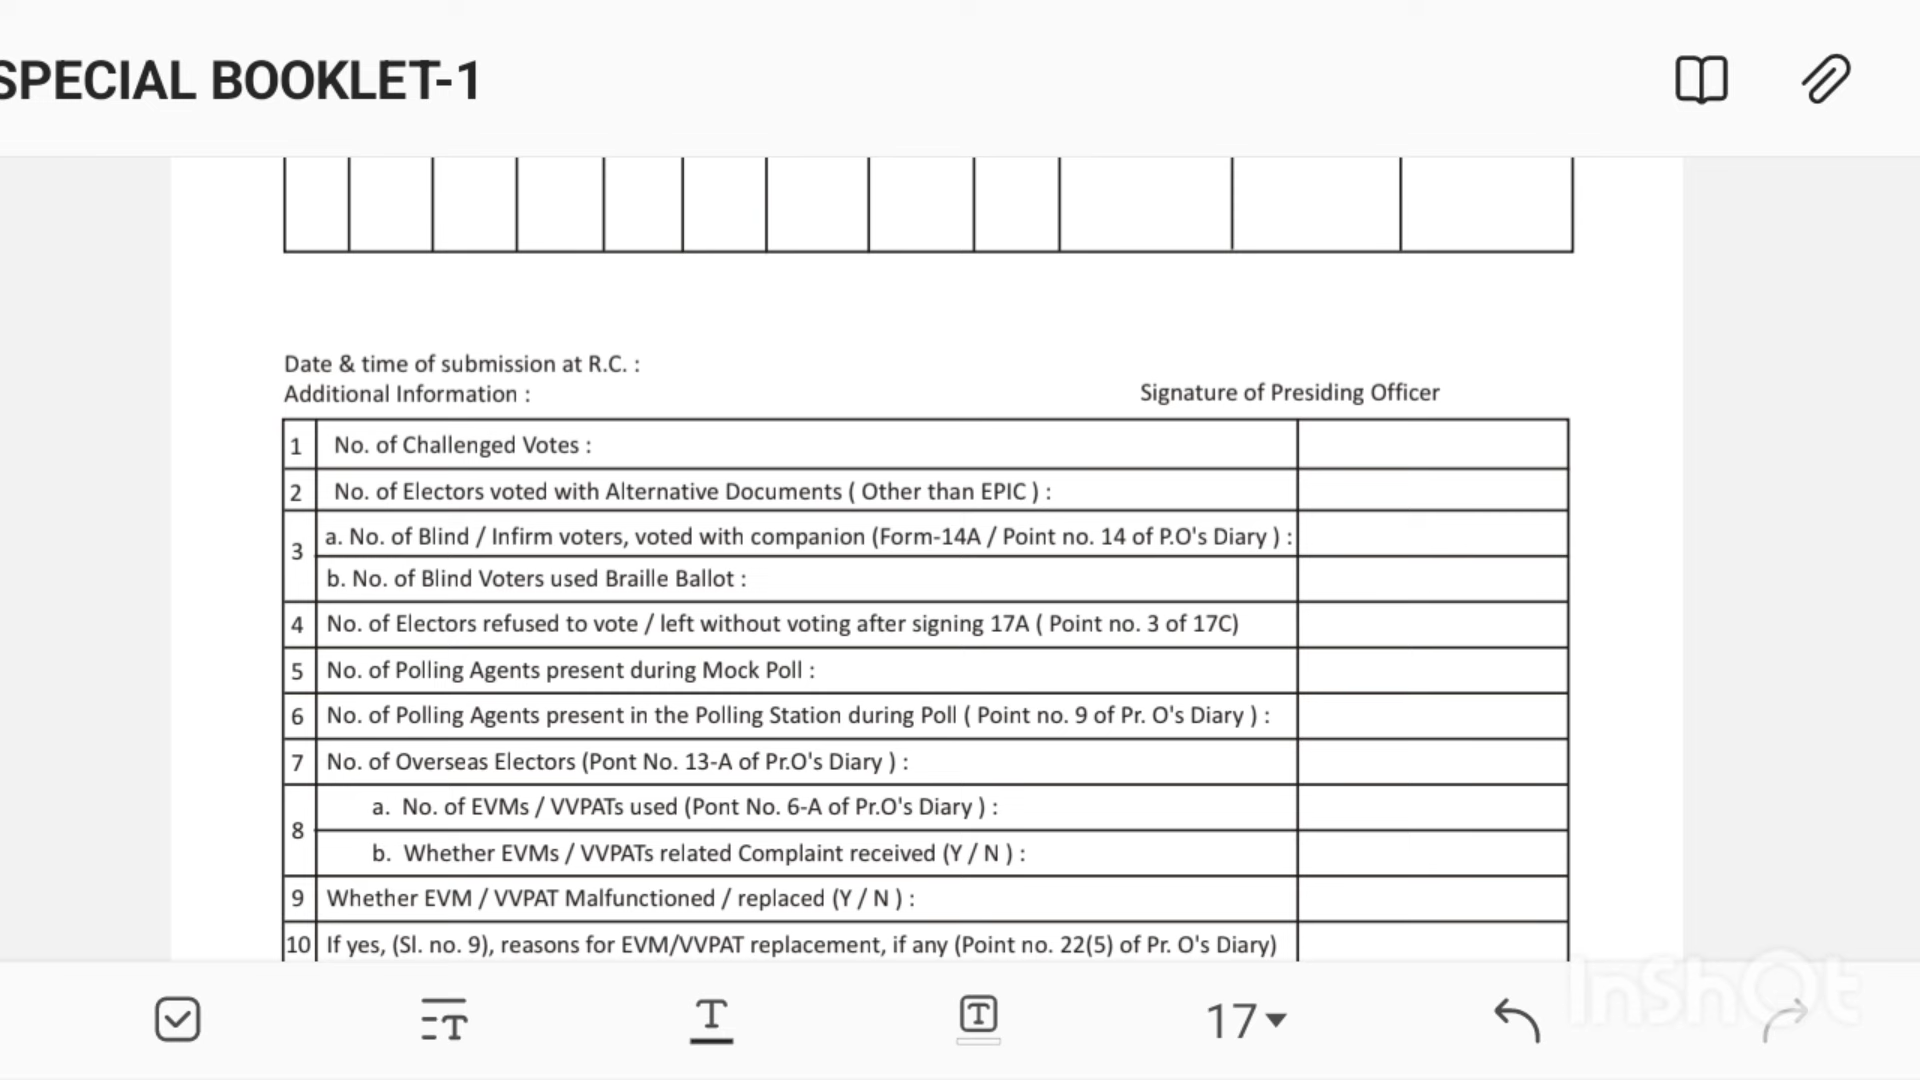 SPECIAL BOOKLET-1
Date & time of submission at R.C. :
Additional Information :
Signature of Presiding Officer
1 No. of Challenged Votes :
2 No. of Electors voted with Alternative Documents ( Other than EPIC ) :
3 a. No. of Blind / Infirm voters, voted with companion (Form-14A / Point no. 14 of P.O's Diary ) :
b. No. of Blind Voters used Braille Ballot :
4 No. of Electors refused to vote / left without voting after signing 17A ( Point no. 3 of 17C)
5 No. of Polling Agents present during Mock Poll :
6 No. of Polling Agents present in the Polling Station during Poll ( Point no. 9 of Pr. O's Diary ) :
7 No. of Overseas Electors (Pont No. 13-A of Pr.O's Diary ) :
8 a. No. of EVMs / VVPATs used (Pont No. 6-A of Pr.O's Diary ) :
b. Whether EVMs / VVPATs related Complaint received (Y / N ) :
9 Whether EVM / VVPAT Malfunctioned / replaced (Y / N ) :
10 If yes, (Sl. no. 9), reasons for EVM/VVPAT replacement, if any (Point no. 22(5) of Pr. O's Diary)
17
InShOt